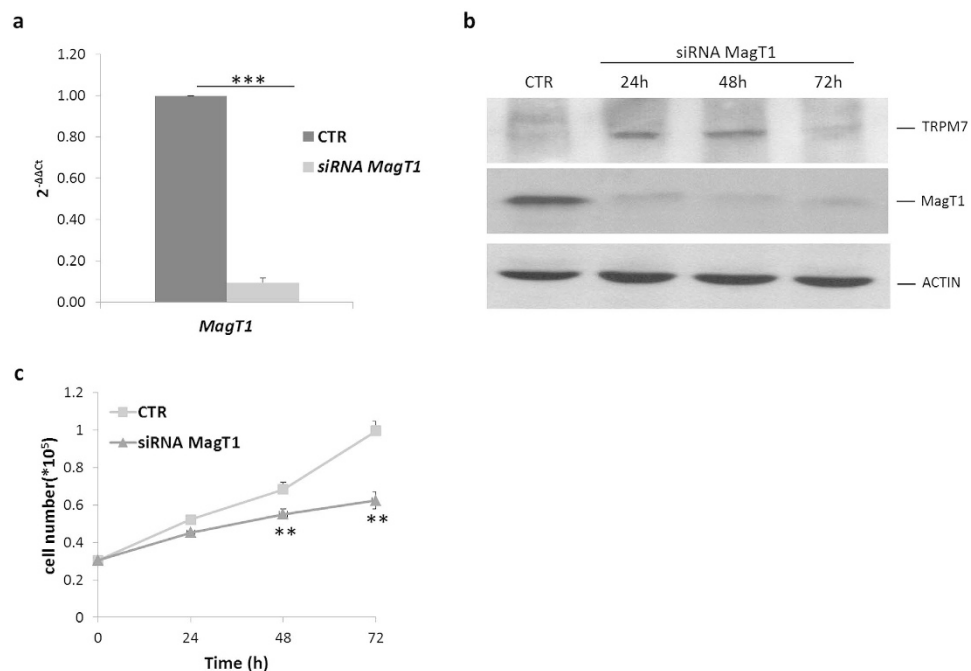 a
1.20
1.00
0.80
0.60
0.40
0.20
0.00
2-ΔΔCt
***
CTR
siRNA MagT1
MagT1
b
siRNA MagT1
CTR 24h 48h 72h
TRPM7
MagT1
ACTIN
c
1.2
1
0.8
0.6
0.4
0.2
0
cell number(*10⁵)
CTR
siRNA MagT1
** **
0 24 48 72
Time (h)